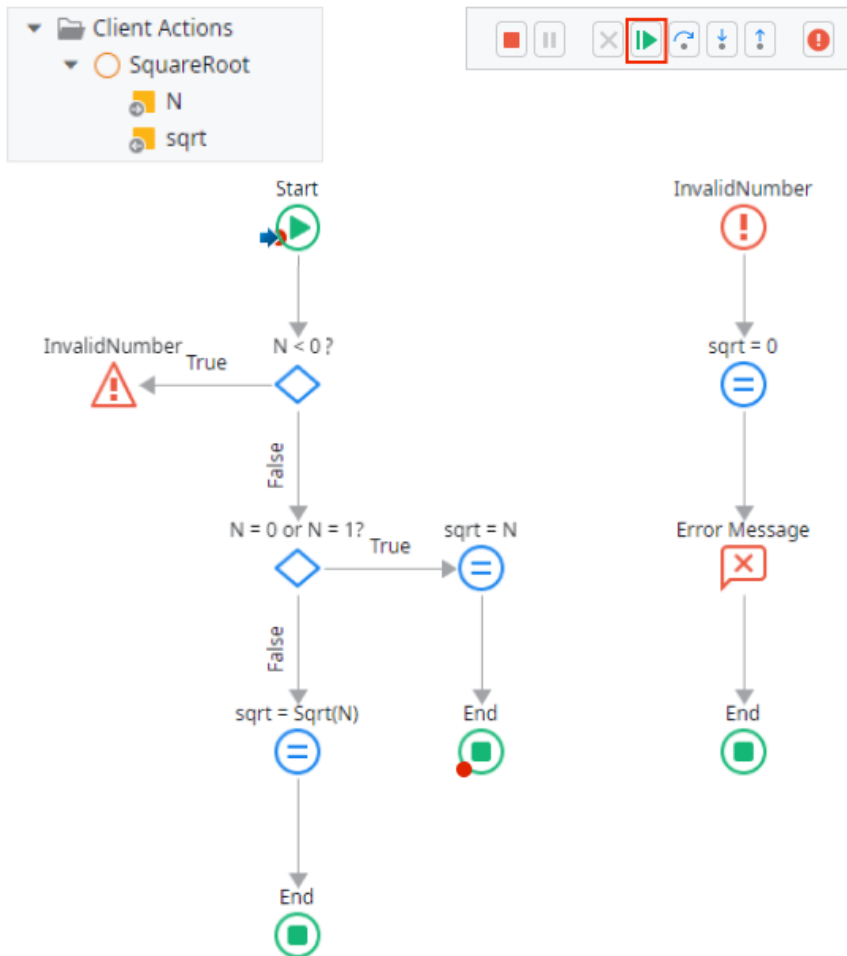 Client Actions
SquareRoot
N
sqrt
Start
InvalidNumber
InvalidNumber
True
N < 0 ?
sqrt = 0
False
N = 0 or N = 1?
True
sqrt = N
Error Message
False
sqrt = Sqrt(N)
End
End
End